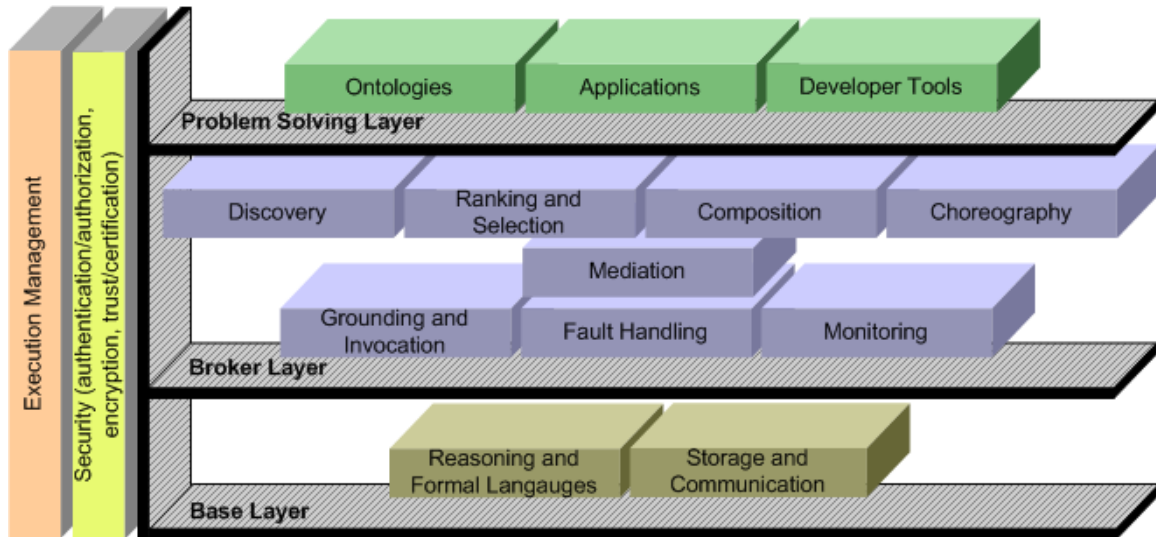 Execution Management
Security (authentication/authorization,
encryption, trust/certification)
Ontologies
Applications
Developer Tools
Problem Solving Layer
Discovery
Ranking and
Selection
Composition
Choreography
Mediation
Grounding and
Invocation
Fault Handling
Monitoring
Broker Layer
Reasoning and
Formal Langauges
Storage and
Communication
Base Layer